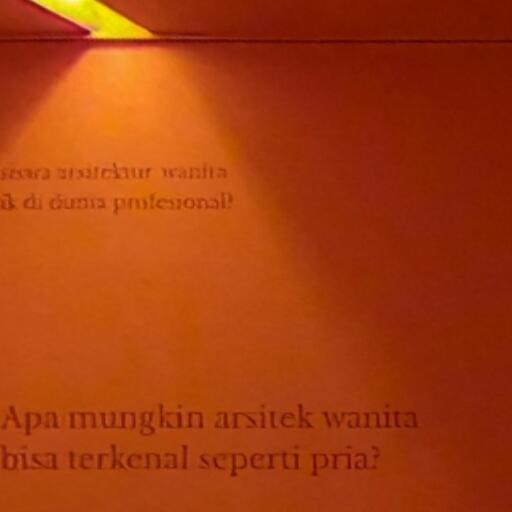 arsitektur wanita
di dunia profesional?
Apa mungkin arsitek wanita
bisa terkenal seperti pria?